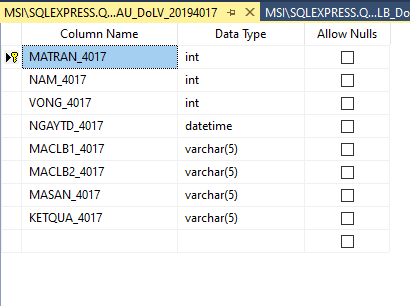 MSI\SQLEXPRESS.Q...AU_DoLV_20194017 MSI\SQLEXPRESS.Q...LB_Do
Column Name Data Type Allow Nulls
MATRAN_4017 int
NAM_4017 int
VONG_4017 int
NGAYTD_4017 datetime
MACLB1_4017 varchar(5)
MACLB2_4017 varchar(5)
MASAN_4017 varchar(5)
KETQUA_4017 varchar(5)